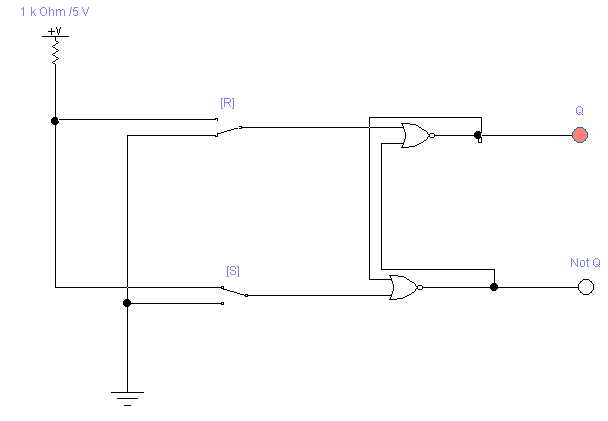 1 k Ohm /5 V
+V
[R]
Q
[S]
Not Q